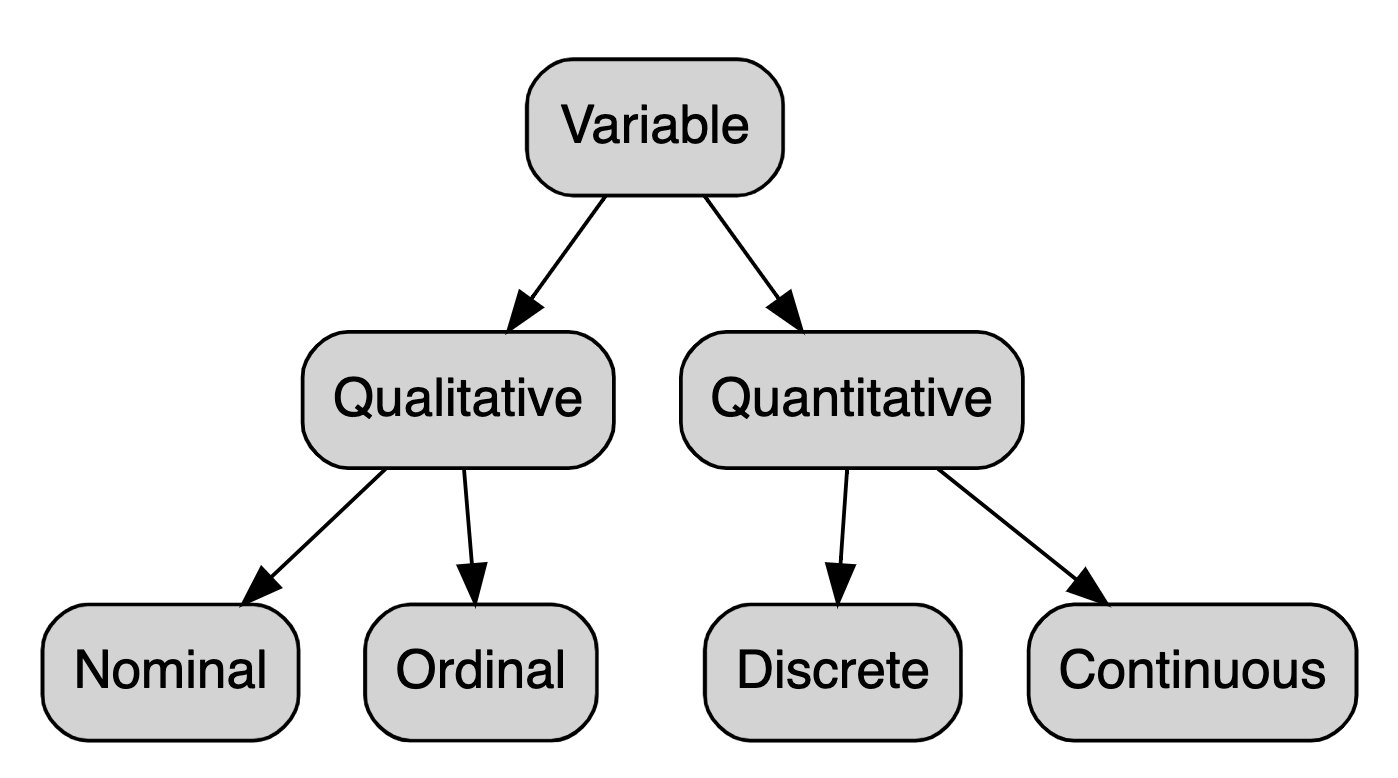 Variable
Qualitative
Quantitative
Nominal
Ordinal
Discrete
Continuous